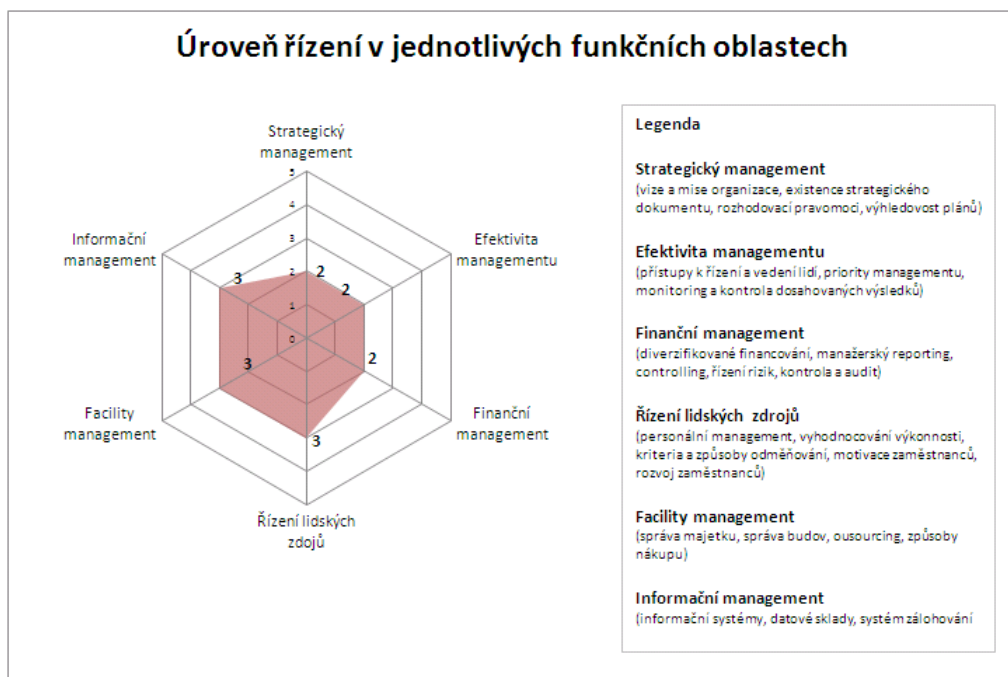 Úroveň řízení v jednotlivých funkčních oblastech
Strategický
management
5
4
3
2
1
0
Efektivita
managementu
Finanční
management
Řízení lidských
zdojů
Facility
management
Informační
management
2
2
2
3
3
3
Legenda
Strategický management
(vize a mise organizace, existence strategického
dokumentu, rozhodovací pravomoci, výhledovost plánů)
Efektivita managementu
(přístupy k řízení a vedení lidí, priority managementu,
monitoring a kontrola dosahovaných výsledků)
Finanční management
(diverzifikované financování, manažerský reporting,
controlling, řízení rizik, kontrola a audit)
Řízení lidských zdrojů
(personální management, vyhodnocování výkonnosti,
kriteria a způsoby odměňování, motivace zaměstnanců,
rozvoj zaměstnanců)
Facility management
(správa majetku, správa budov, ousourcing, způsoby
nákupu)
Informační management
(informační systémy, datové sklady, systém zálohování